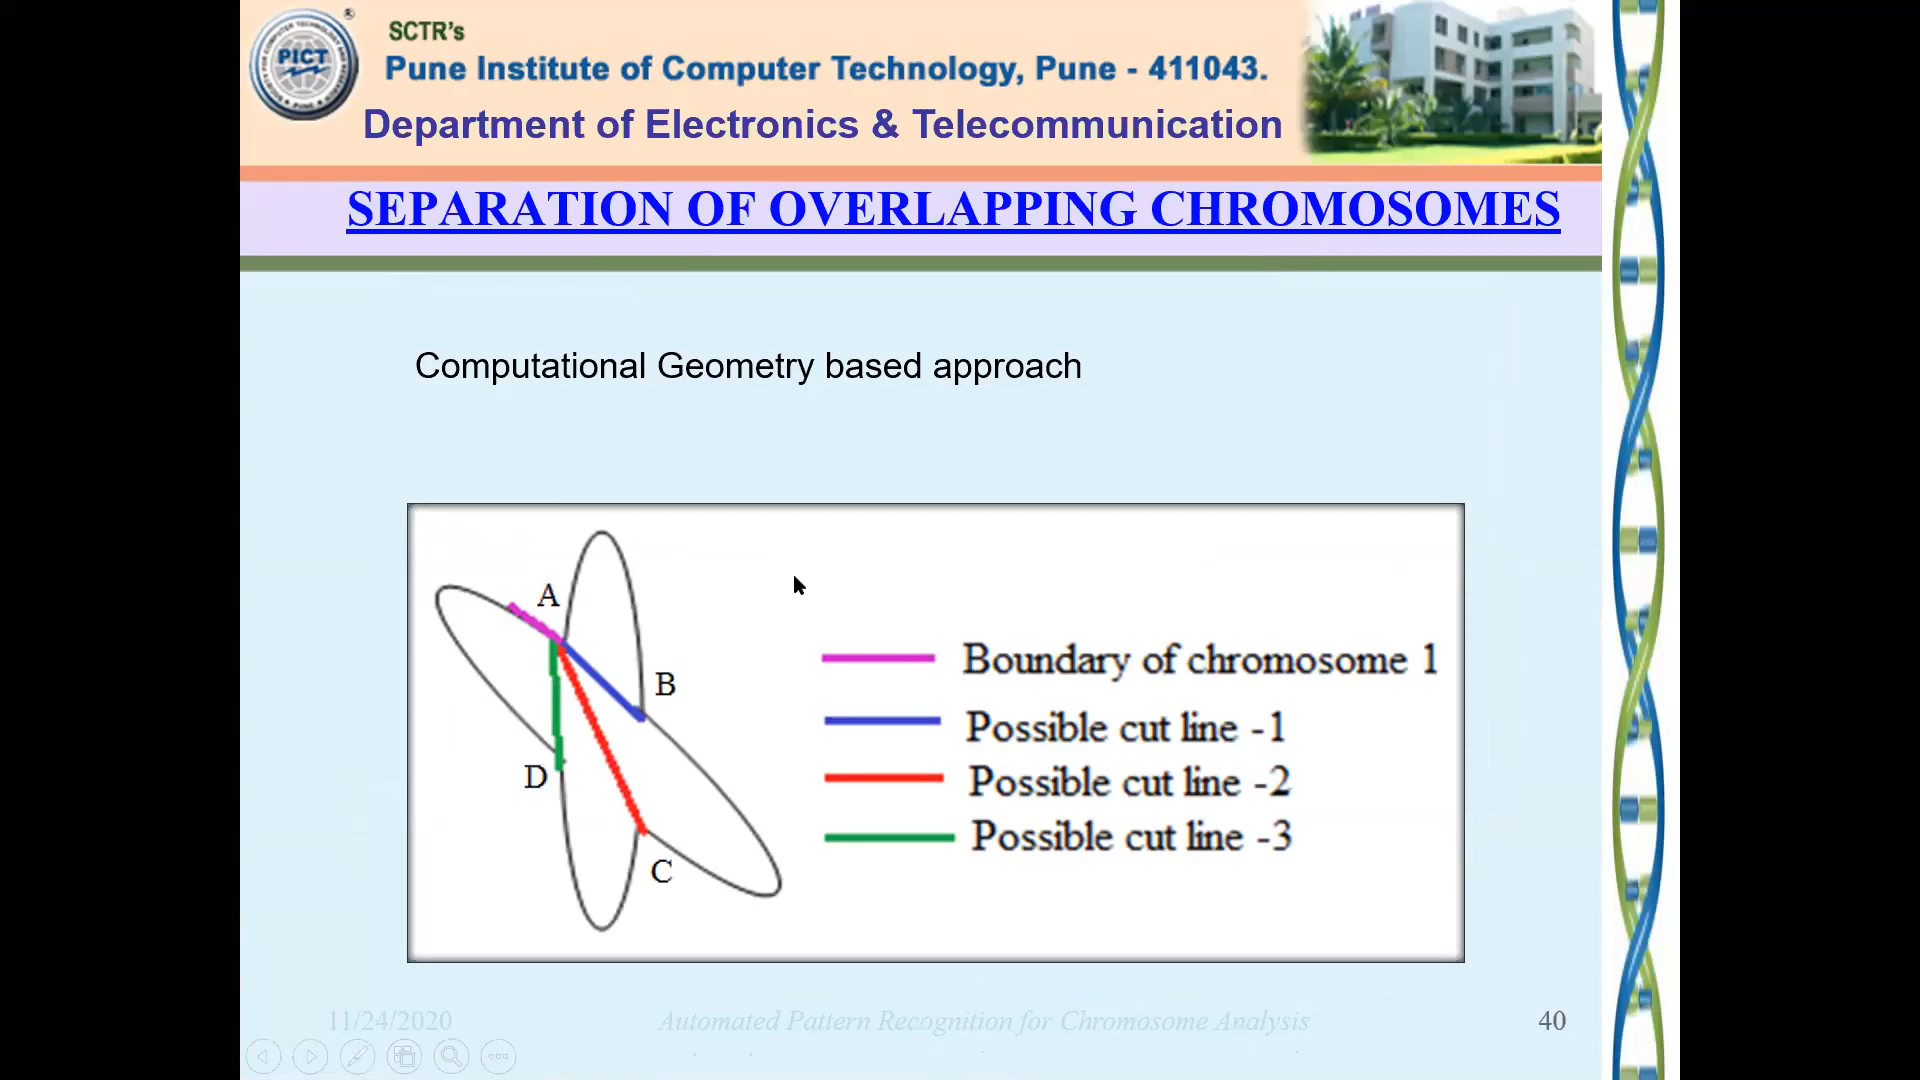 SCTR's
PICT
Pune Institute of Computer Technology, Pune - 411043.
Department of Electronics & Telecommunication
SEPARATION OF OVERLAPPING CHROMOSOMES
Computational Geometry based approach
A
B
D
C
Boundary of chromosome 1
Possible cut line -1
Possible cut line -2
Possible cut line -3
11/24/2020
Automated Pattern Recognition for Chromosome Analysis
40